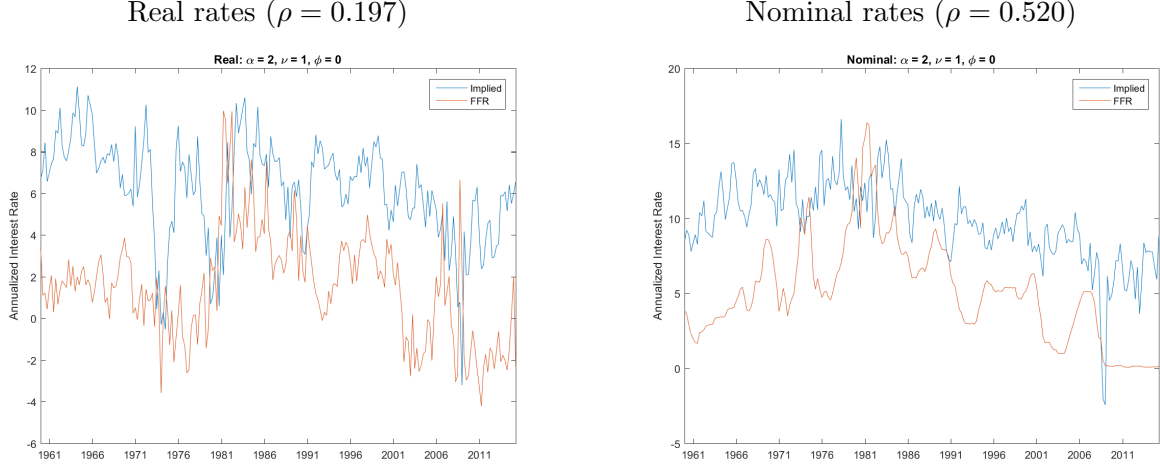 Real rates (ρ = 0.197)
Real: α = 2, ν = 1, ϕ = 0
Annualized Interest Rate
12
10
8
6
4
2
0
-2
-4
-6
1961 1966 1971 1976 1981 1986 1991 1996 2001 2006 2011
Implied
FFR
Nominal rates (ρ = 0.520)
Nominal: α = 2, ν = 1, ϕ = 0
Annualized Interest Rate
20
15
10
5
0
-5
1961 1966 1971 1976 1981 1986 1991 1996 2001 2006 2011
Implied
FFR